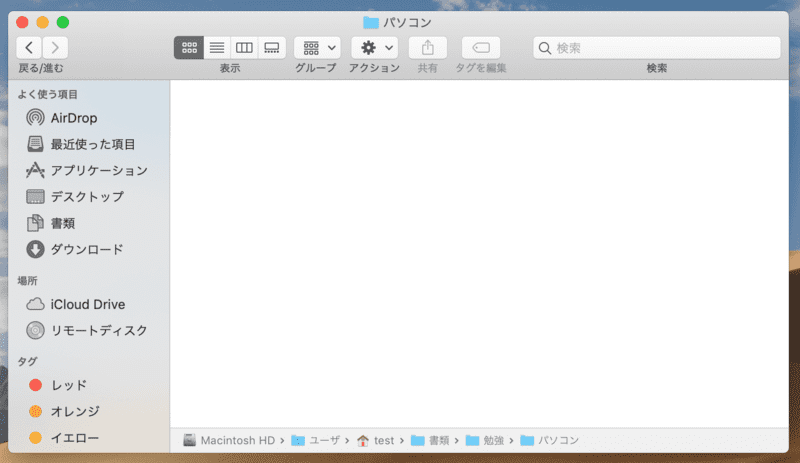 パソコン
戻る/進む
表示
グループ
アクション
共有
タグを編集
検索
検索
よく使う項目
AirDrop
最近使った項目
アプリケーション
デスクトップ
書類
ダウンロード
場所
iCloud Drive
リモートディスク
タグ
レッド
オレンジ
イエロー
Macintosh HD › ユーザ › test › 書類 › 勉強 › パソコン